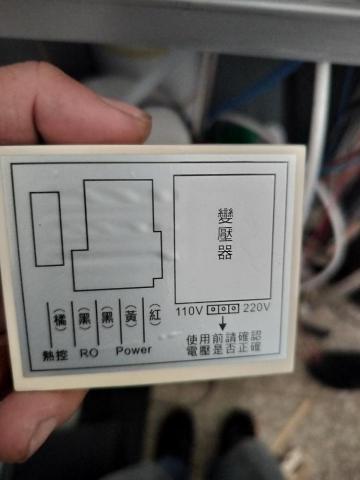 變壓器
110V 220V
(橘) (黑) (黑) (黃) (紅)
熱控 RO Power
使用前請確認
電壓是否正確